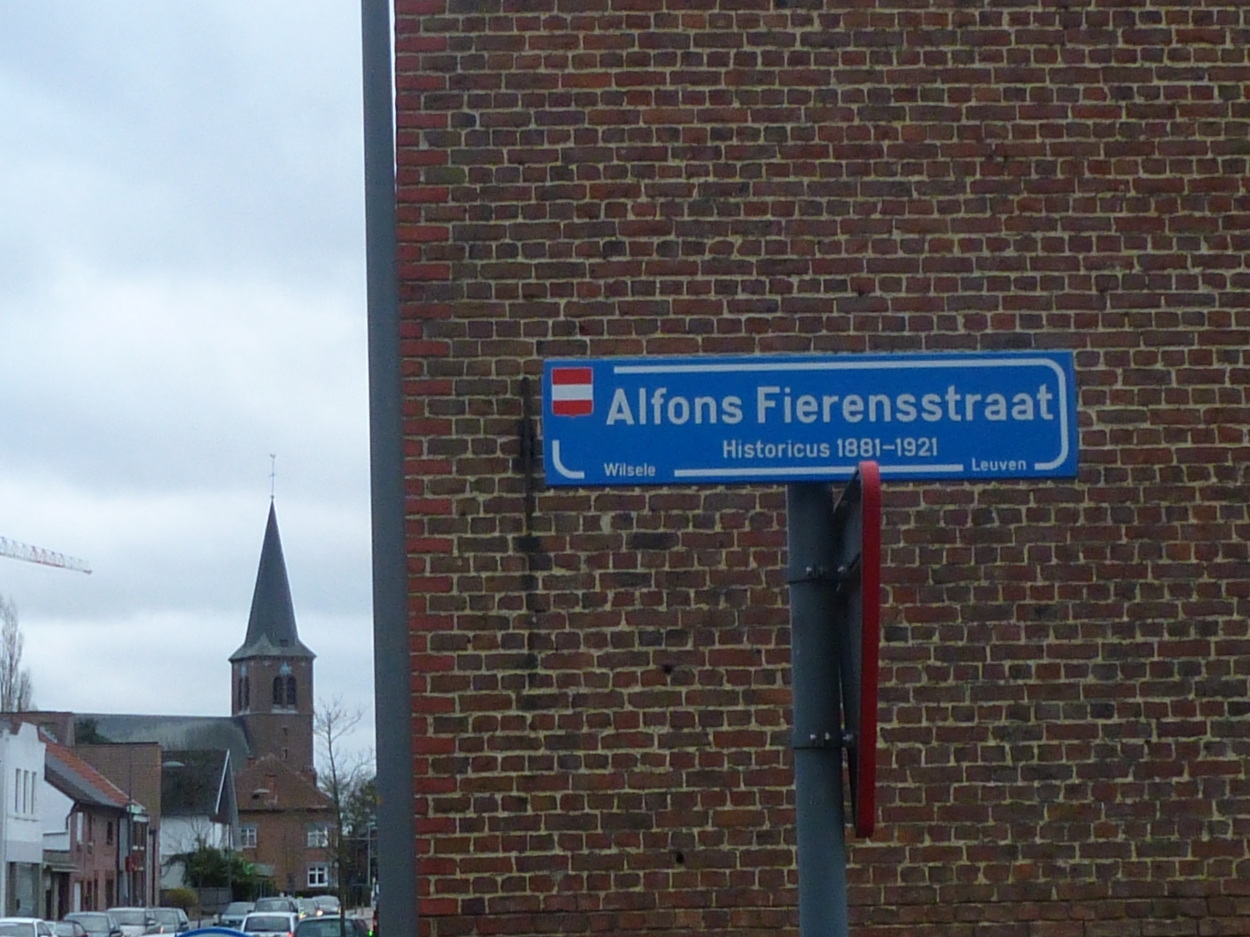 Alfons Fierensstraat
Historicus 1881–1921
Wilsele Leuven